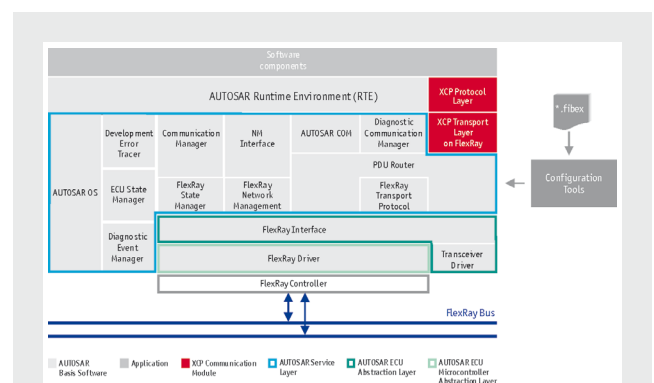 Software
components
AUTOSAR Runtime Environment (RTE)
XCP Protocol
Layer
*.fibex
Development
Error
Tracer
Communication
Manager
NM
Interface
AUTOSAR COM
Diagnostic
Communication
Manager
XCP Transport
Layer
on FlexRay
PDU Router
Configuration
Tools
AUTOSAR OS
ECU State
Manager
FlexRay
State
Manager
FlexRay
Network
Management
FlexRay
Transport
Protocol
Diagnostic
Event
Manager
FlexRay Interface
FlexRay Driver
Transceiver
Driver
FlexRay Controller
FlexRay Bus
AUTOSAR
Basis Software
Application
XCP Communication
Module
AUTOSAR Service
Layer
AUTOSAR ECU
Abstraction Layer
AUTOSAR ECU
Microcontroller
Abstraction Layer